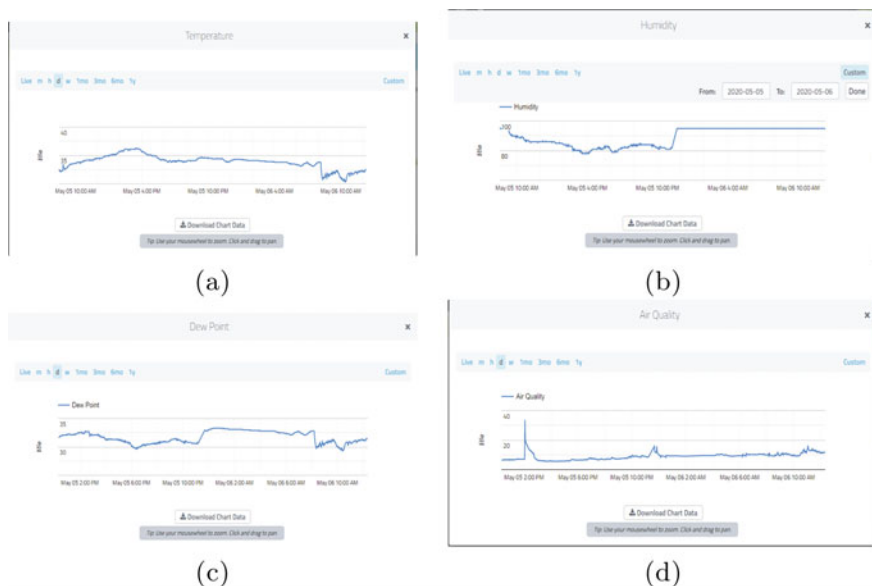 Temperature
x
Live m h d w 1mo 3mo 6mo 1y Custom
40
35
May 05 10:00 AM May 05 4:00 PM May 05 10:00 PM May 06 4:00 AM May 06 10:00 AM
Download Chart Data
Tip: Use your mousewheel to zoom. Click and drag to pan.
(a)
Humidity
x
Live m h d w 1mo 3mo 6mo 1y Custom
From: 2020-05-05 To: 2020-05-06 Done
Humidity
100
80
May 05 10:00 AM May 05 4:00 PM May 05 10:00 PM May 06 4:00 AM May 06 10:00 AM
Download Chart Data
Tip: Use your mousewheel to zoom. Click and drag to pan.
(b)
Dew Point
x
Live m h d w 1mo 3mo 6mo 1y Custom
Dew Point
35
30
May 05 2:00 PM May 05 6:00 PM May 05 10:00 PM May 06 2:00 AM May 06 6:00 AM May 06 10:00 AM
Download Chart Data
Tip: Use your mousewheel to zoom. Click and drag to pan.
(c)
Air Quality
x
Live m h d w 1mo 3mo 6mo 1y Custom
Air Quality
40
20
May 05 2:00 PM May 05 6:00 PM May 05 10:00 PM May 06 2:00 AM May 06 6:00 AM May 06 10:00 AM
Download Chart Data
Tip: Use your mousewheel to zoom. Click and drag to pan.
(d)